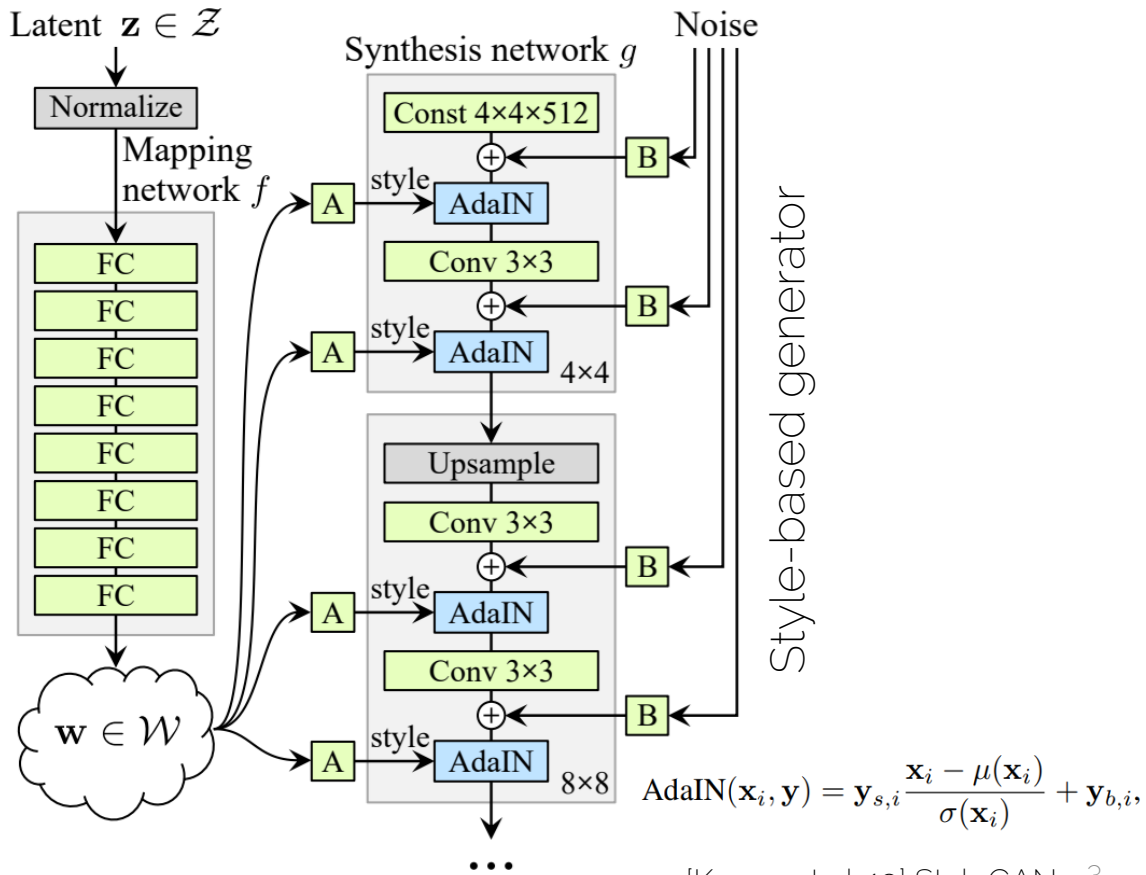 Latent z ∈ Z
Normalize
Mapping
network f
FC
FC
FC
FC
FC
FC
FC
FC
w ∈ W
Synthesis network g
Noise
Const 4×4×512
B
A
style
AdaIN
Conv 3×3
B
A
style
AdaIN
4×4
Upsample
Conv 3×3
B
A
style
AdaIN
Conv 3×3
B
A
style
AdaIN
8×8
...
Style-based generator
AdaIN(x_i, y) = y_{s,i} \frac{x_i − μ(x_i)}{σ(x_i)} + y_{b,i},